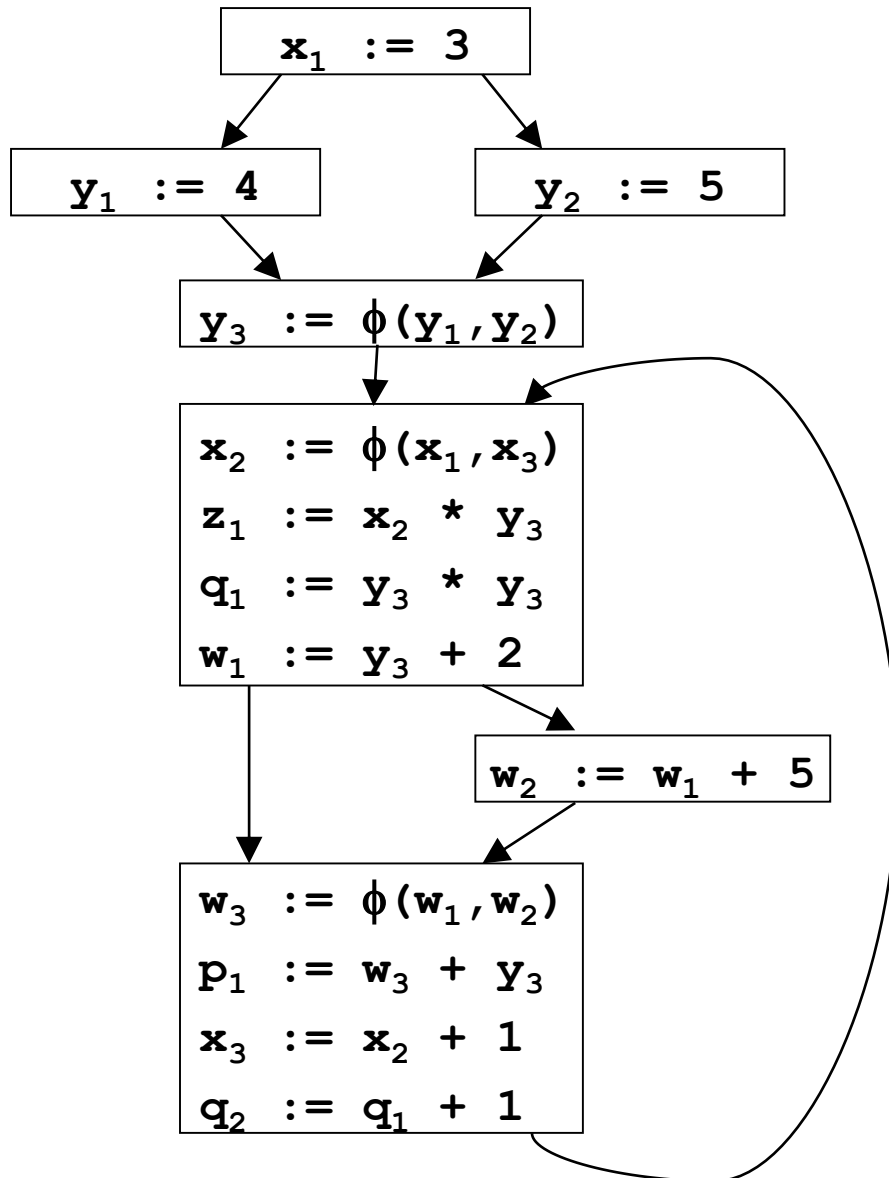 x₁ := 3
y₁ := 4
y₂ := 5
y₃ := ϕ(y₁,y₂)
x₂ := ϕ(x₁,x₃)
z₁ := x₂ * y₃
q₁ := y₃ * y₃
w₁ := y₃ + 2
w₂ := w₁ + 5
w₃ := ϕ(w₁,w₂)
p₁ := w₃ + y₃
x₃ := x₂ + 1
q₂ := q₁ + 1